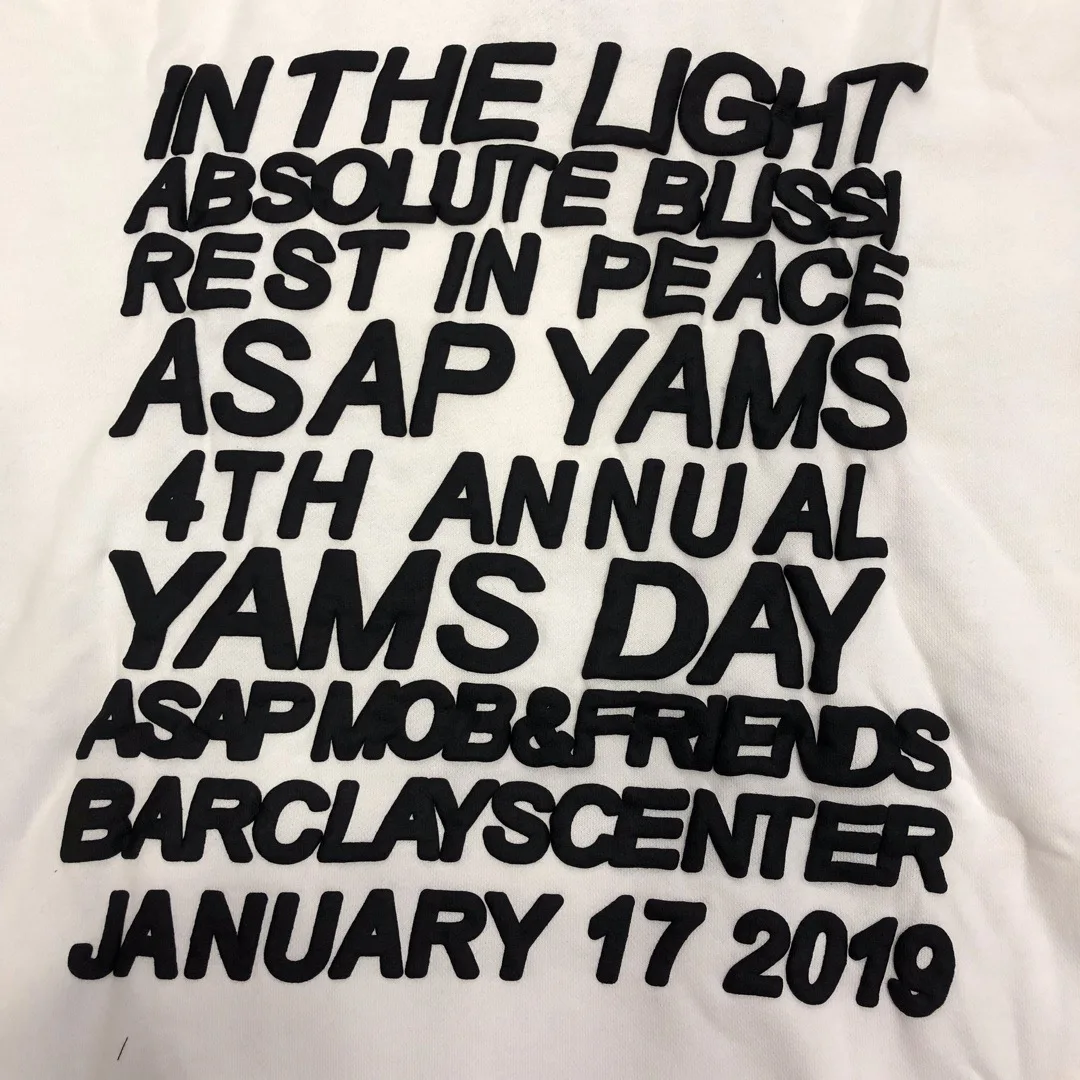 IN THE LIGHT
ABSOLUTE BLISS!
REST IN PEACE
ASAP YAMS
4TH ANNUAL
YAMS DAY
ASAP MOB&FRIENDS
BARCLAYSCENTER
JANUARY 17 2019